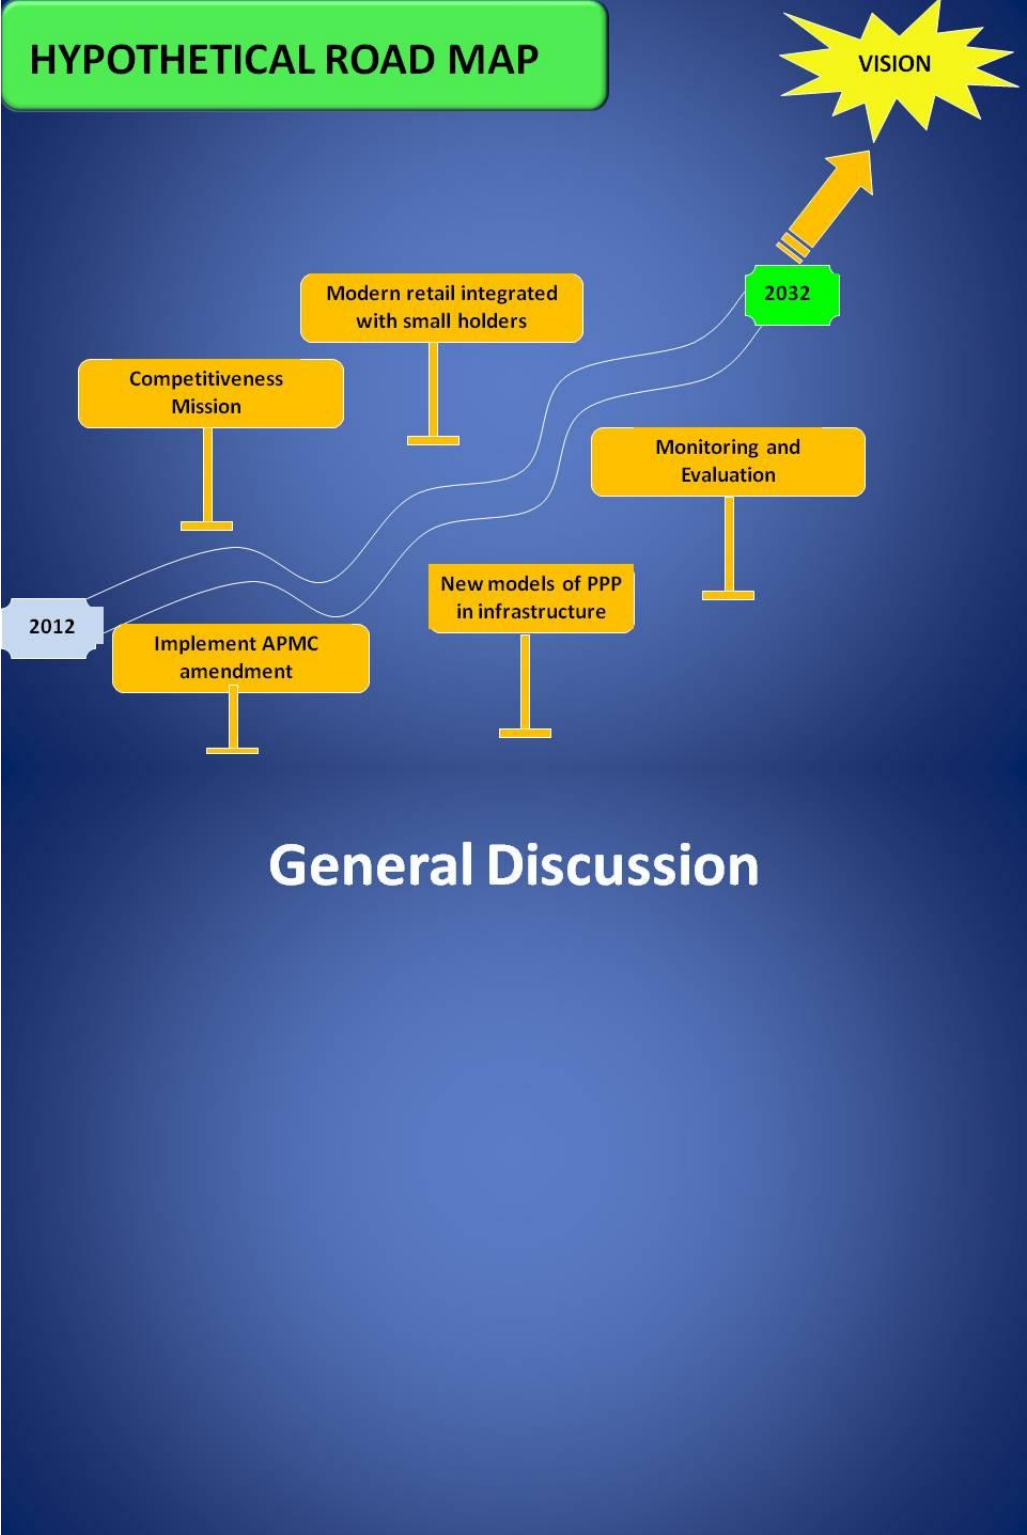 HYPOTHETICAL ROAD MAP
VISION
2032
Modern retail integrated
with small holders
Competitiveness
Mission
Monitoring and
Evaluation
New models of PPP
in infrastructure
2012
Implement APMC
amendment
General Discussion